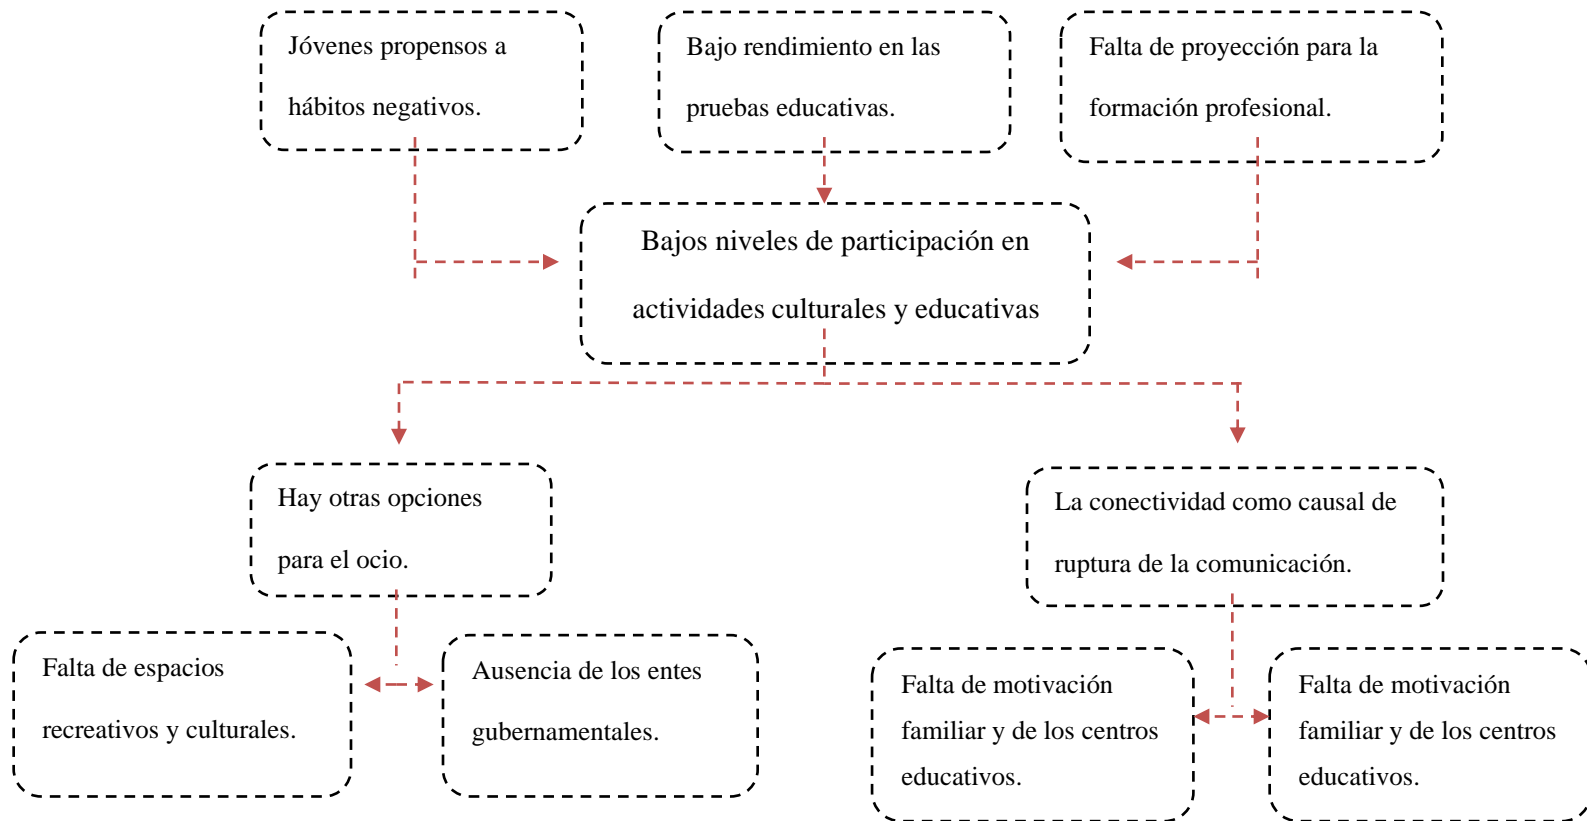 Jóvenes propensos a
hábitos negativos.
Bajo rendimiento en las
pruebas educativas.
Falta de proyección para la
formación profesional.
Bajos niveles de participación en
actividades culturales y educativas
Hay otras opciones
para el ocio.
La conectividad como causal de
ruptura de la comunicación.
Falta de espacios
recreativos y culturales.
Ausencia de los entes
gubernamentales.
Falta de motivación
familiar y de los centros
educativos.
Falta de motivación
familiar y de los centros
educativos.